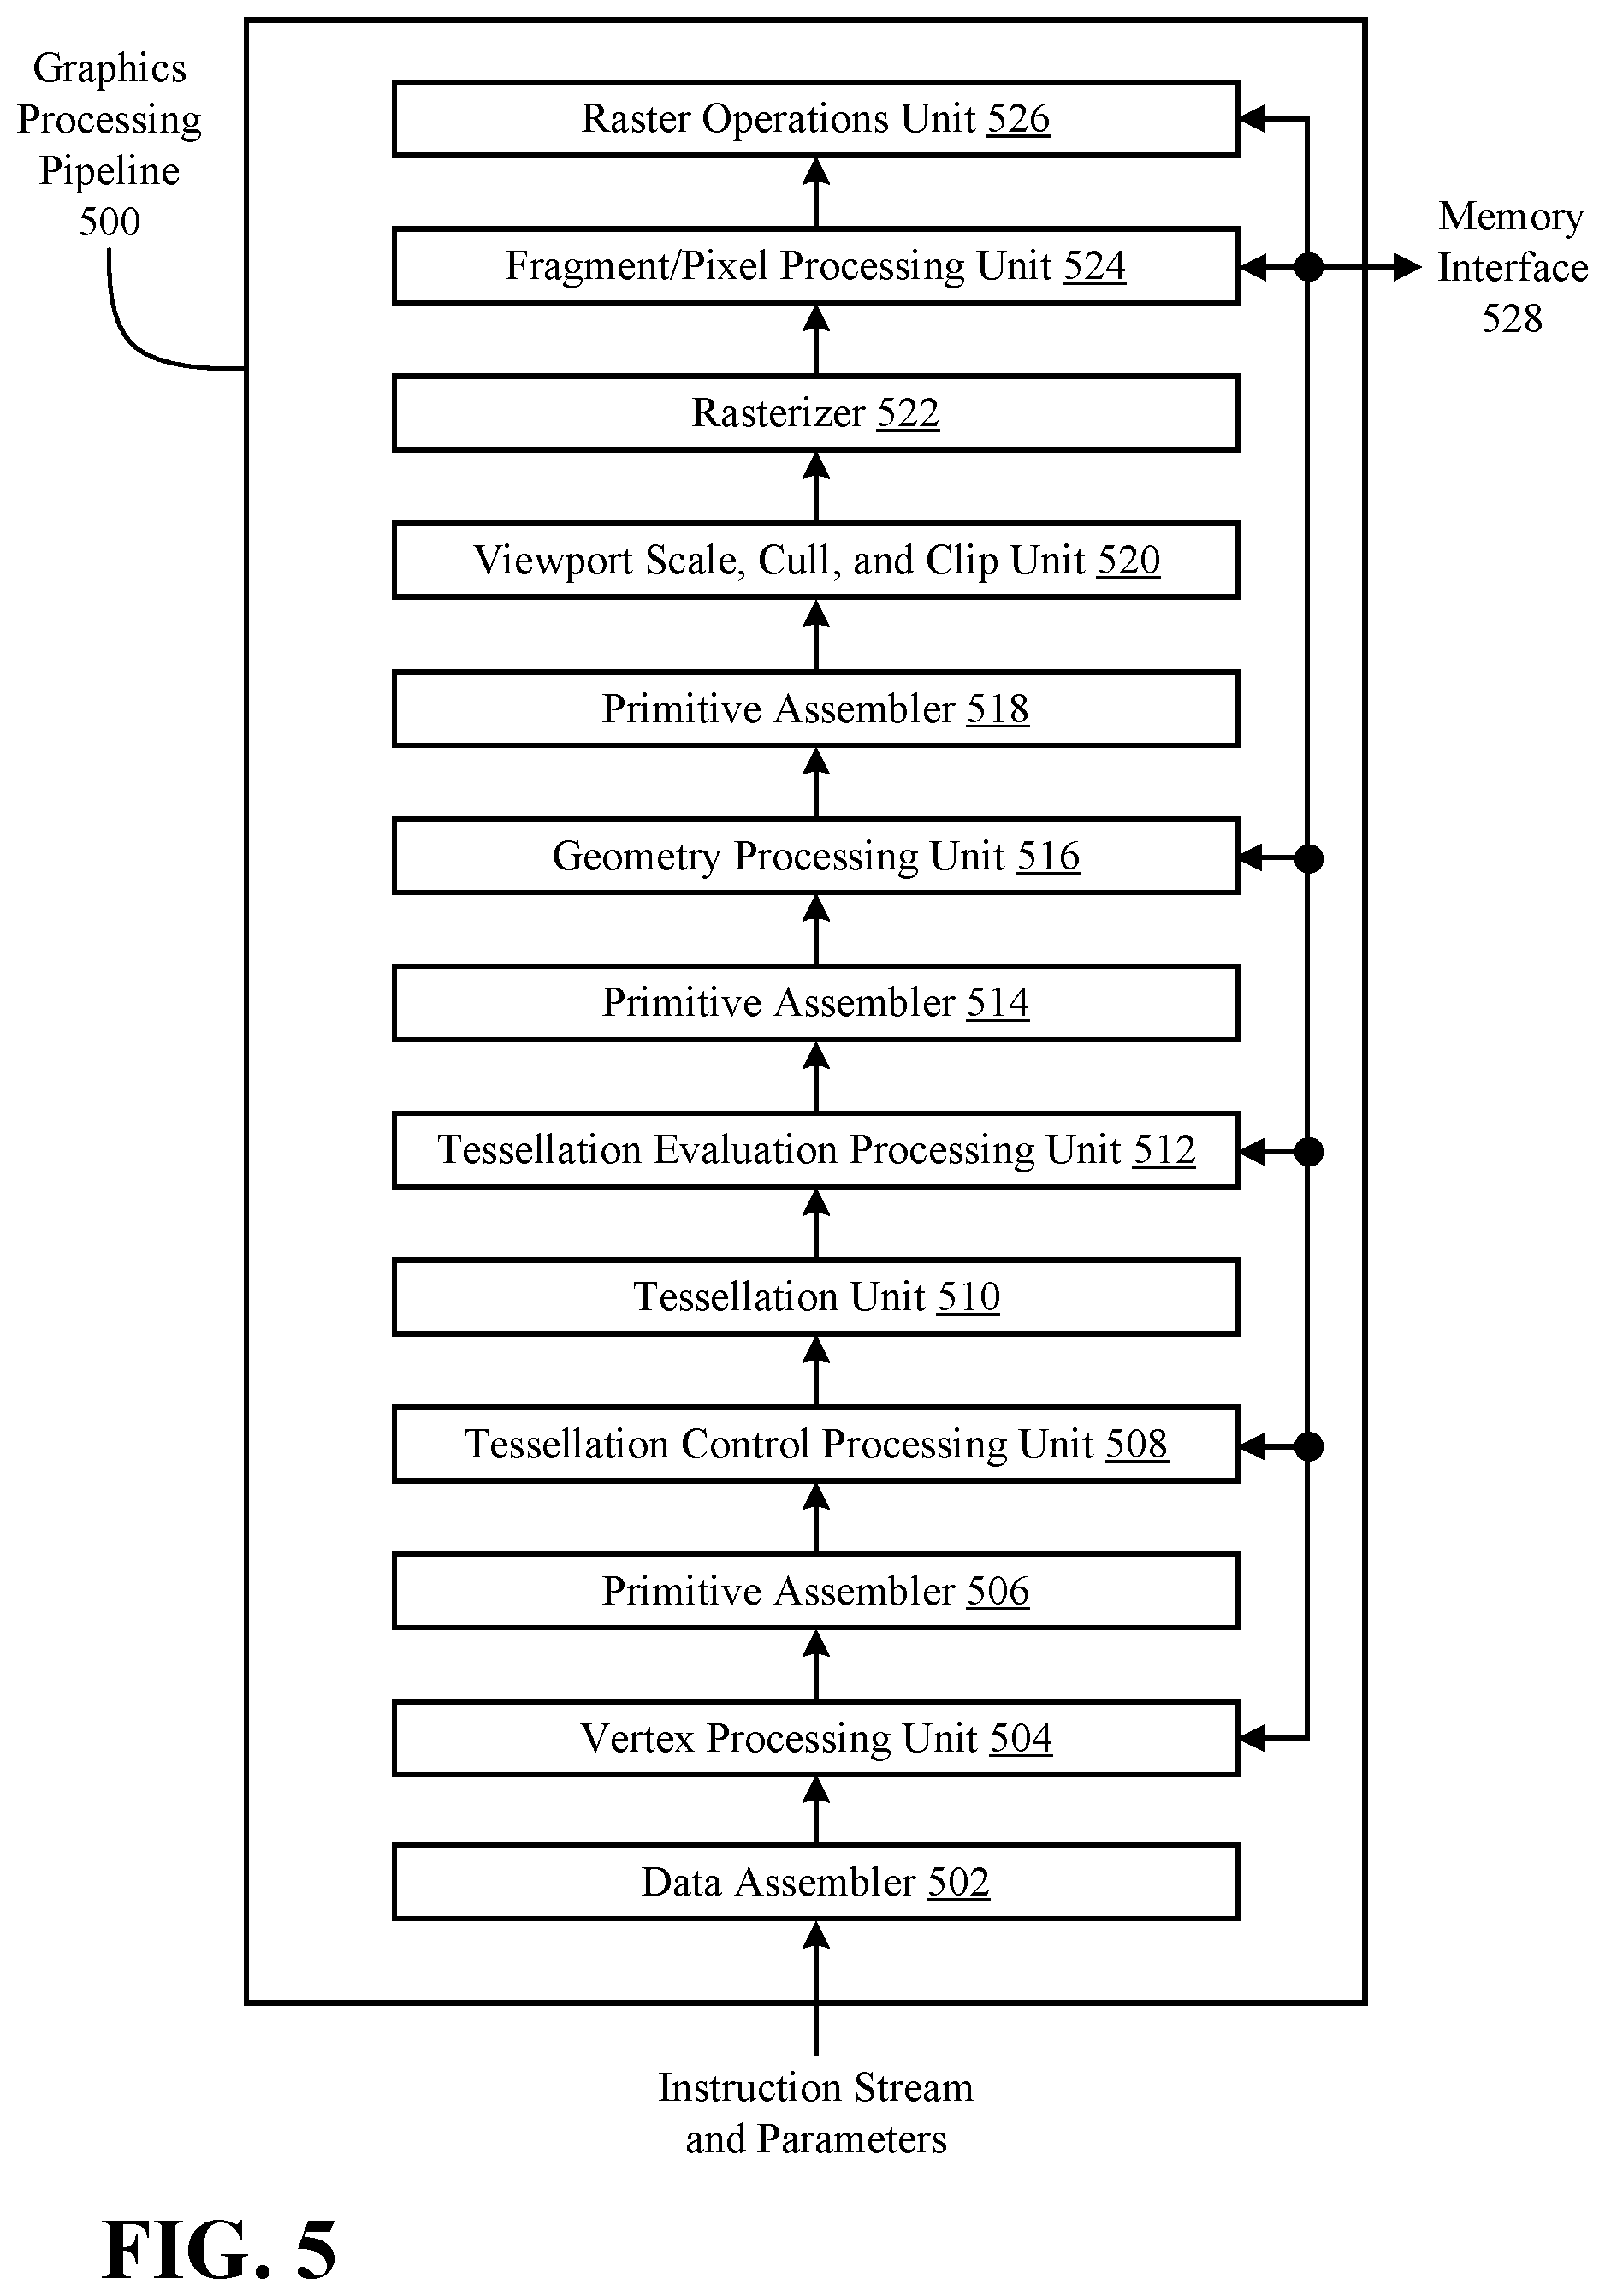 Graphics
Processing
Pipeline
500
Raster Operations Unit 526
Fragment/Pixel Processing Unit 524
Memory
Interface
528
Rasterizer 522
Viewport Scale, Cull, and Clip Unit 520
Primitive Assembler 518
Geometry Processing Unit 516
Primitive Assembler 514
Tessellation Evaluation Processing Unit 512
Tessellation Unit 510
Tessellation Control Processing Unit 508
Primitive Assembler 506
Vertex Processing Unit 504
Data Assembler 502
Instruction Stream
and Parameters
FIG. 5